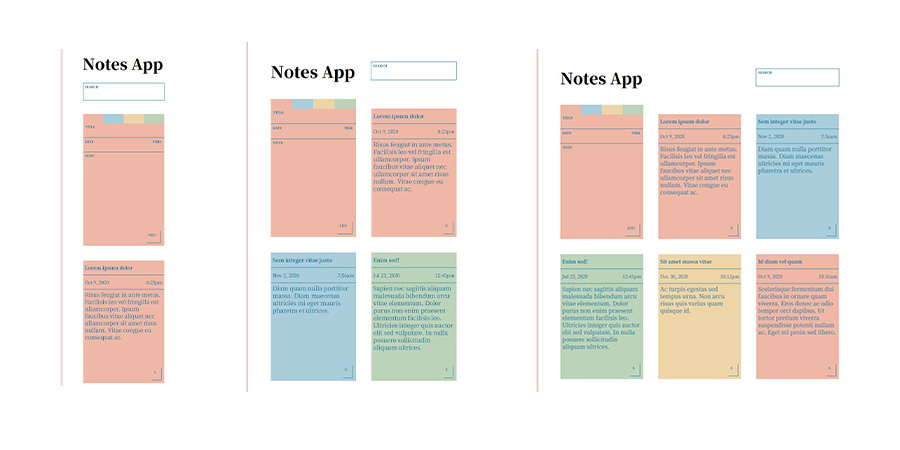 Notes App
SEARCH
TITLE
DATE TIME
NOTE
ADD
Lorem ipsum dolor
Oct 9, 2020 8:23pm
Risus feugiat in ante metus.
Facilisis leo vel fringilla est
ullamcorper. Ipsum
faucibus vitae aliquet nec
ullamcorper sit amet risus
nullam. Vitae congue eu
consequat ac.
Notes App
SEARCH
TITLE
DATE TIME
NOTE
ADD
Lorem ipsum dolor
Oct 9, 2020 8:23pm
Risus feugiat in ante metus.
Facilisis leo vel fringilla est
ullamcorper. Ipsum
faucibus vitae aliquet nec
ullamcorper sit amet risus
nullam. Vitae congue eu
consequat ac.
Sem integer vitae justo
Nov 2, 2020 7:56am
Diam quam nulla porttitor
massa. Diam maecenas
ultricies mi eget mauris
pharetra et ultrices.
Enim sed!
Jul 23, 2020 12:43pm
Sapien nec sagittis aliquam
malesuada bibendum arcu
vitae elementum. Dolor
purus non enim praesent
elementum facilisis leo.
Ultricies integer quis auctor
elit sed vulputate. In nulla
posuere sollicitudin
aliquam ultrices.
Notes App
SEARCH
TITLE
DATE TIME
NOTE
ADD
Lorem ipsum dolor
Oct 9, 2020 8:23pm
Risus feugiat in ante metus.
Facilisis leo vel fringilla est
ullamcorper. Ipsum
faucibus vitae aliquet nec
ullamcorper sit amet risus
nullam. Vitae congue eu
consequat ac.
Sem integer vitae justo
Nov 2, 2020 7:56am
Diam quam nulla porttitor
massa. Diam maecenas
ultricies mi eget mauris
pharetra et ultrices.
Enim sed!
Jul 23, 2020 12:43pm
Sapien nec sagittis aliquam
malesuada bibendum arcu
vitae elementum. Dolor
purus non enim praesent
elementum facilisis leo.
Ultricies integer quis auctor
elit sed vulputate. In nulla
posuere sollicitudin
aliquam ultrices.
Sit amet massa vitae
Dec 30, 2020 10:12pm
Ac turpis egestas sed
tempus urna. Non arcu
risus quis varius quam
quisque id.
Id diam vel quam
Oct 9, 2020 10:16am
Scelerisque fermentum dui
faucibus in ornare quam
viverra. Eros donec ac odio
tempor orci dapibus. Ut
tortor pretium viverra
suspendisse potenti nullam
ac. Eget mi proin sed libero.